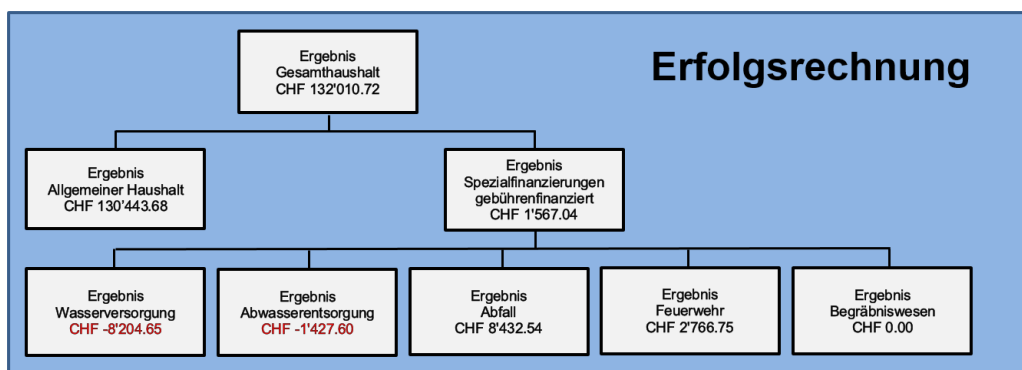 Erfolgsrechnung
Ergebnis
Gesamthaushalt
CHF 132'010.72
Ergebnis
Allgemeiner Haushalt
CHF 130’443.68
Ergebnis
Spezialfinanzierungen
gebührenfinanziert
CHF 1'567.04
Ergebnis
Wasserversorgung
CHF -8'204.65
Ergebnis
Abwasserentsorgung
CHF -1'427.60
Ergebnis
Abfall
CHF 8'432.54
Ergebnis
Feuerwehr
CHF 2'766.75
Ergebnis
Begräbniswesen
CHF 0.00